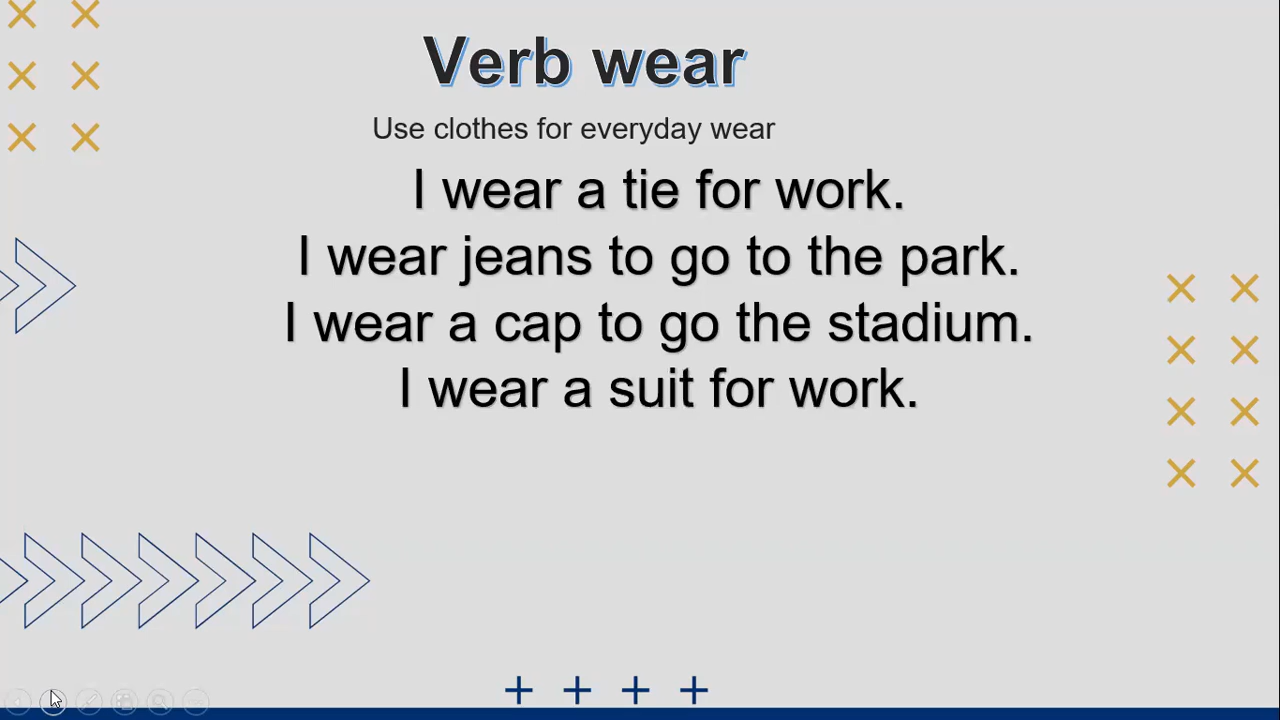 Verb wear
Use clothes for everyday wear
I wear a tie for work.
I wear jeans to go to the park.
I wear a cap to go the stadium.
I wear a suit for work.